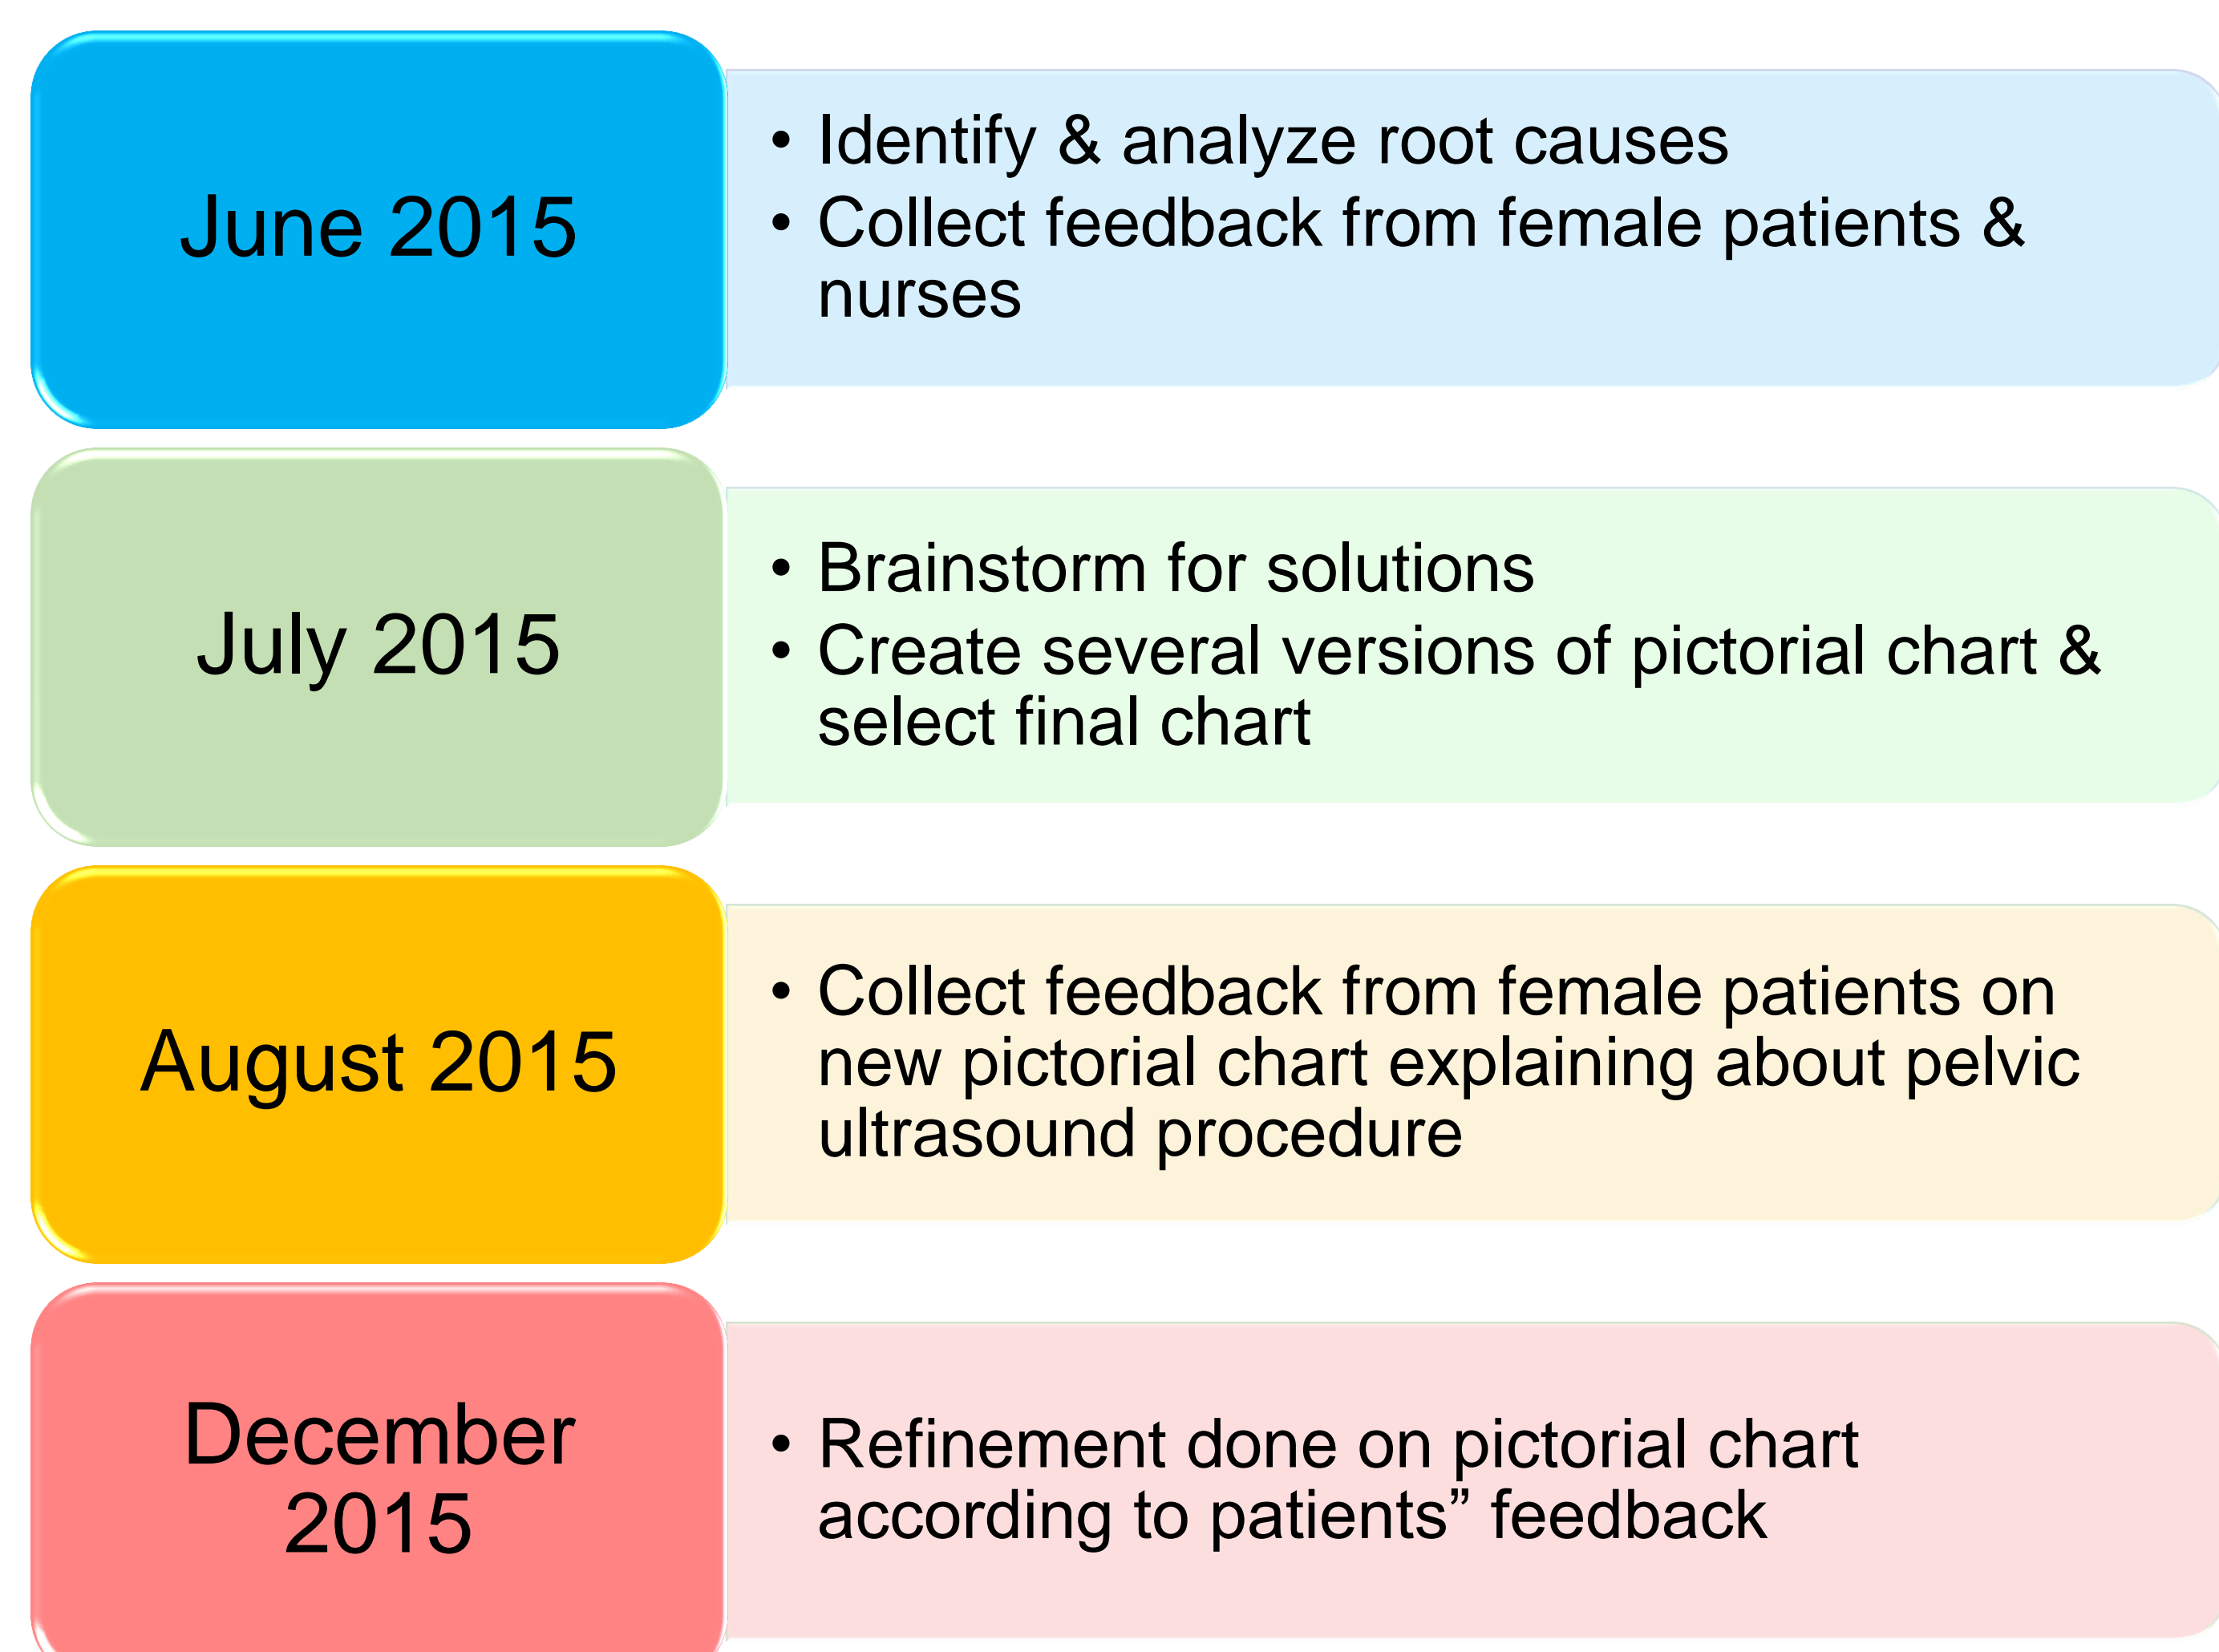 June 2015
• Identify & analyze root causes
• Collect feedback from female patients &
nurses
July 2015
• Brainstorm for solutions
• Create several versions of pictorial chart &
select final chart
August 2015
• Collect feedback from female patients on
new pictorial chart explaining about pelvic
ultrasound procedure
December
2015
• Refinement done on pictorial chart
according to patients” feedback